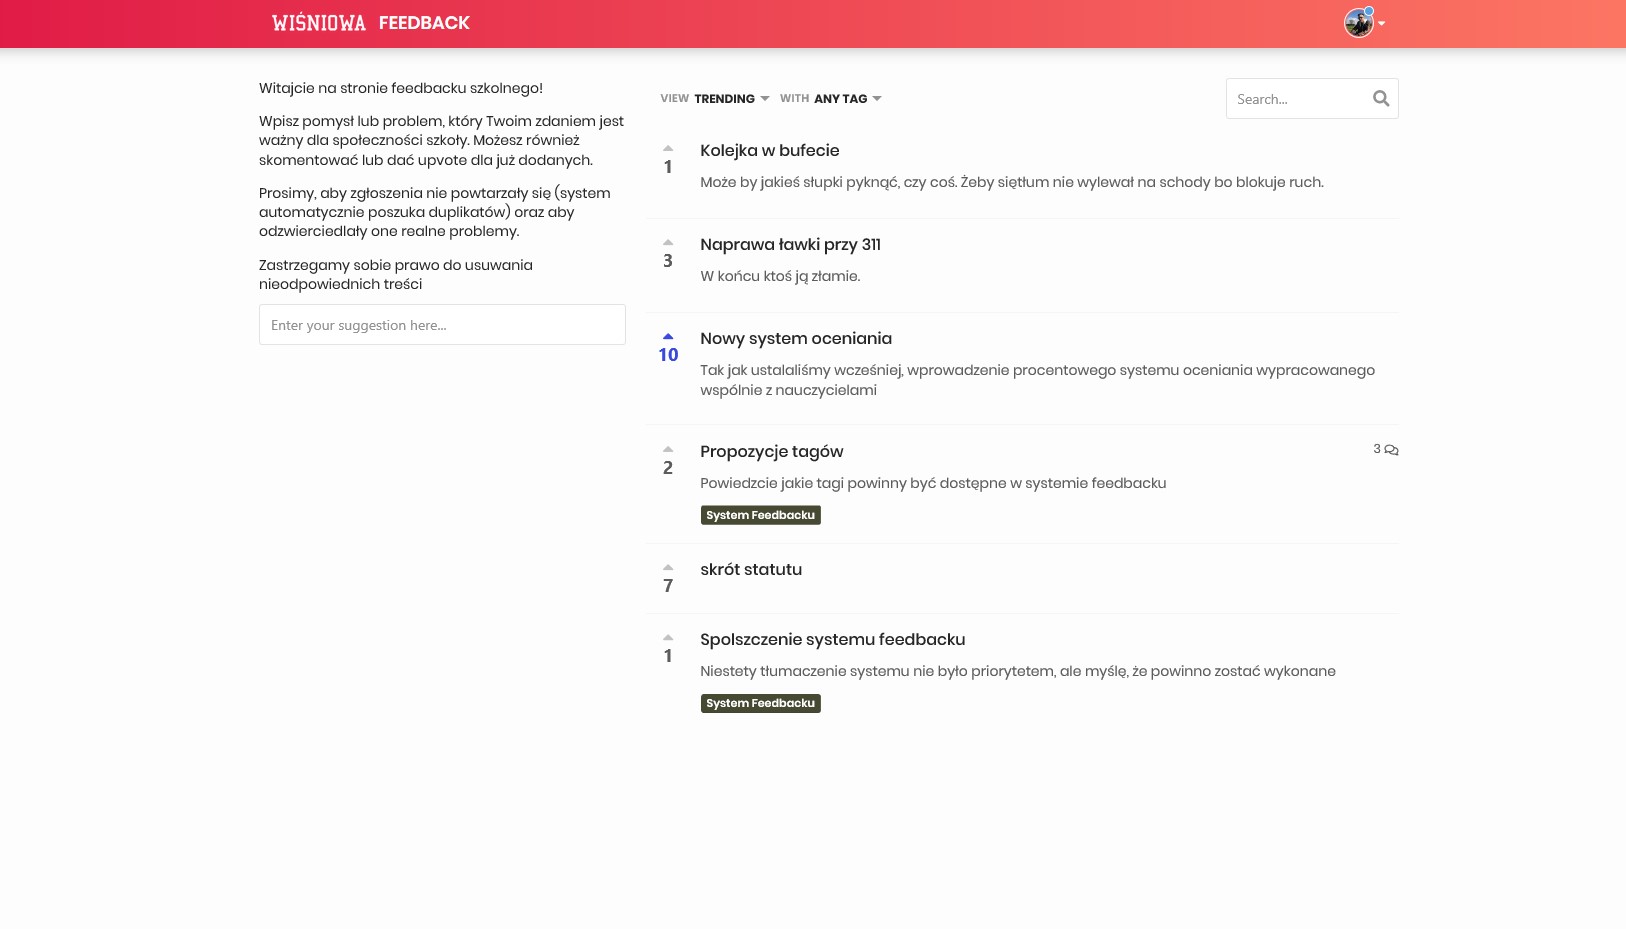 WIŚNIOWA FEEDBACK
Witajcie na stronie feedbacku szkolnego!
Wpisz pomysł lub problem, który Twoim zdaniem jest
ważny dla społeczności szkoły. Możesz również
skomentować lub dać upvote dla już dodanych.
Prosimy, aby zgłoszenia nie powtarzały się (system
automatycznie poszuka duplikatów) oraz aby
odzwierciedlały one realne problemy.
Zastrzegamy sobie prawo do usuwania
nieodpowiednich treści
Enter your suggestion here...
VIEW TRENDING WITH ANY TAG
Search...
1
Kolejka w bufecie
Może by jakieś słupki pyknąć, czy coś. Żeby siętłum nie wylewał na schody bo blokuje ruch.
3
Naprawa ławki przy 311
W końcu ktoś ją złamie.
10
Nowy system oceniania
Tak jak ustalaliśmy wcześniej, wprowadzenie procentowego systemu oceniania wypracowanego
wspólnie z nauczycielami
2
Propozycje tagów
3
Powiedzcie jakie tagi powinny być dostępne w systemie feedbacku
System Feedbacku
7
skrót statutu
1
Spolszczenie systemu feedbacku
Niestety tłumaczenie systemu nie było priorytetem, ale myślę, że powinno zostać wykonane
System Feedbacku